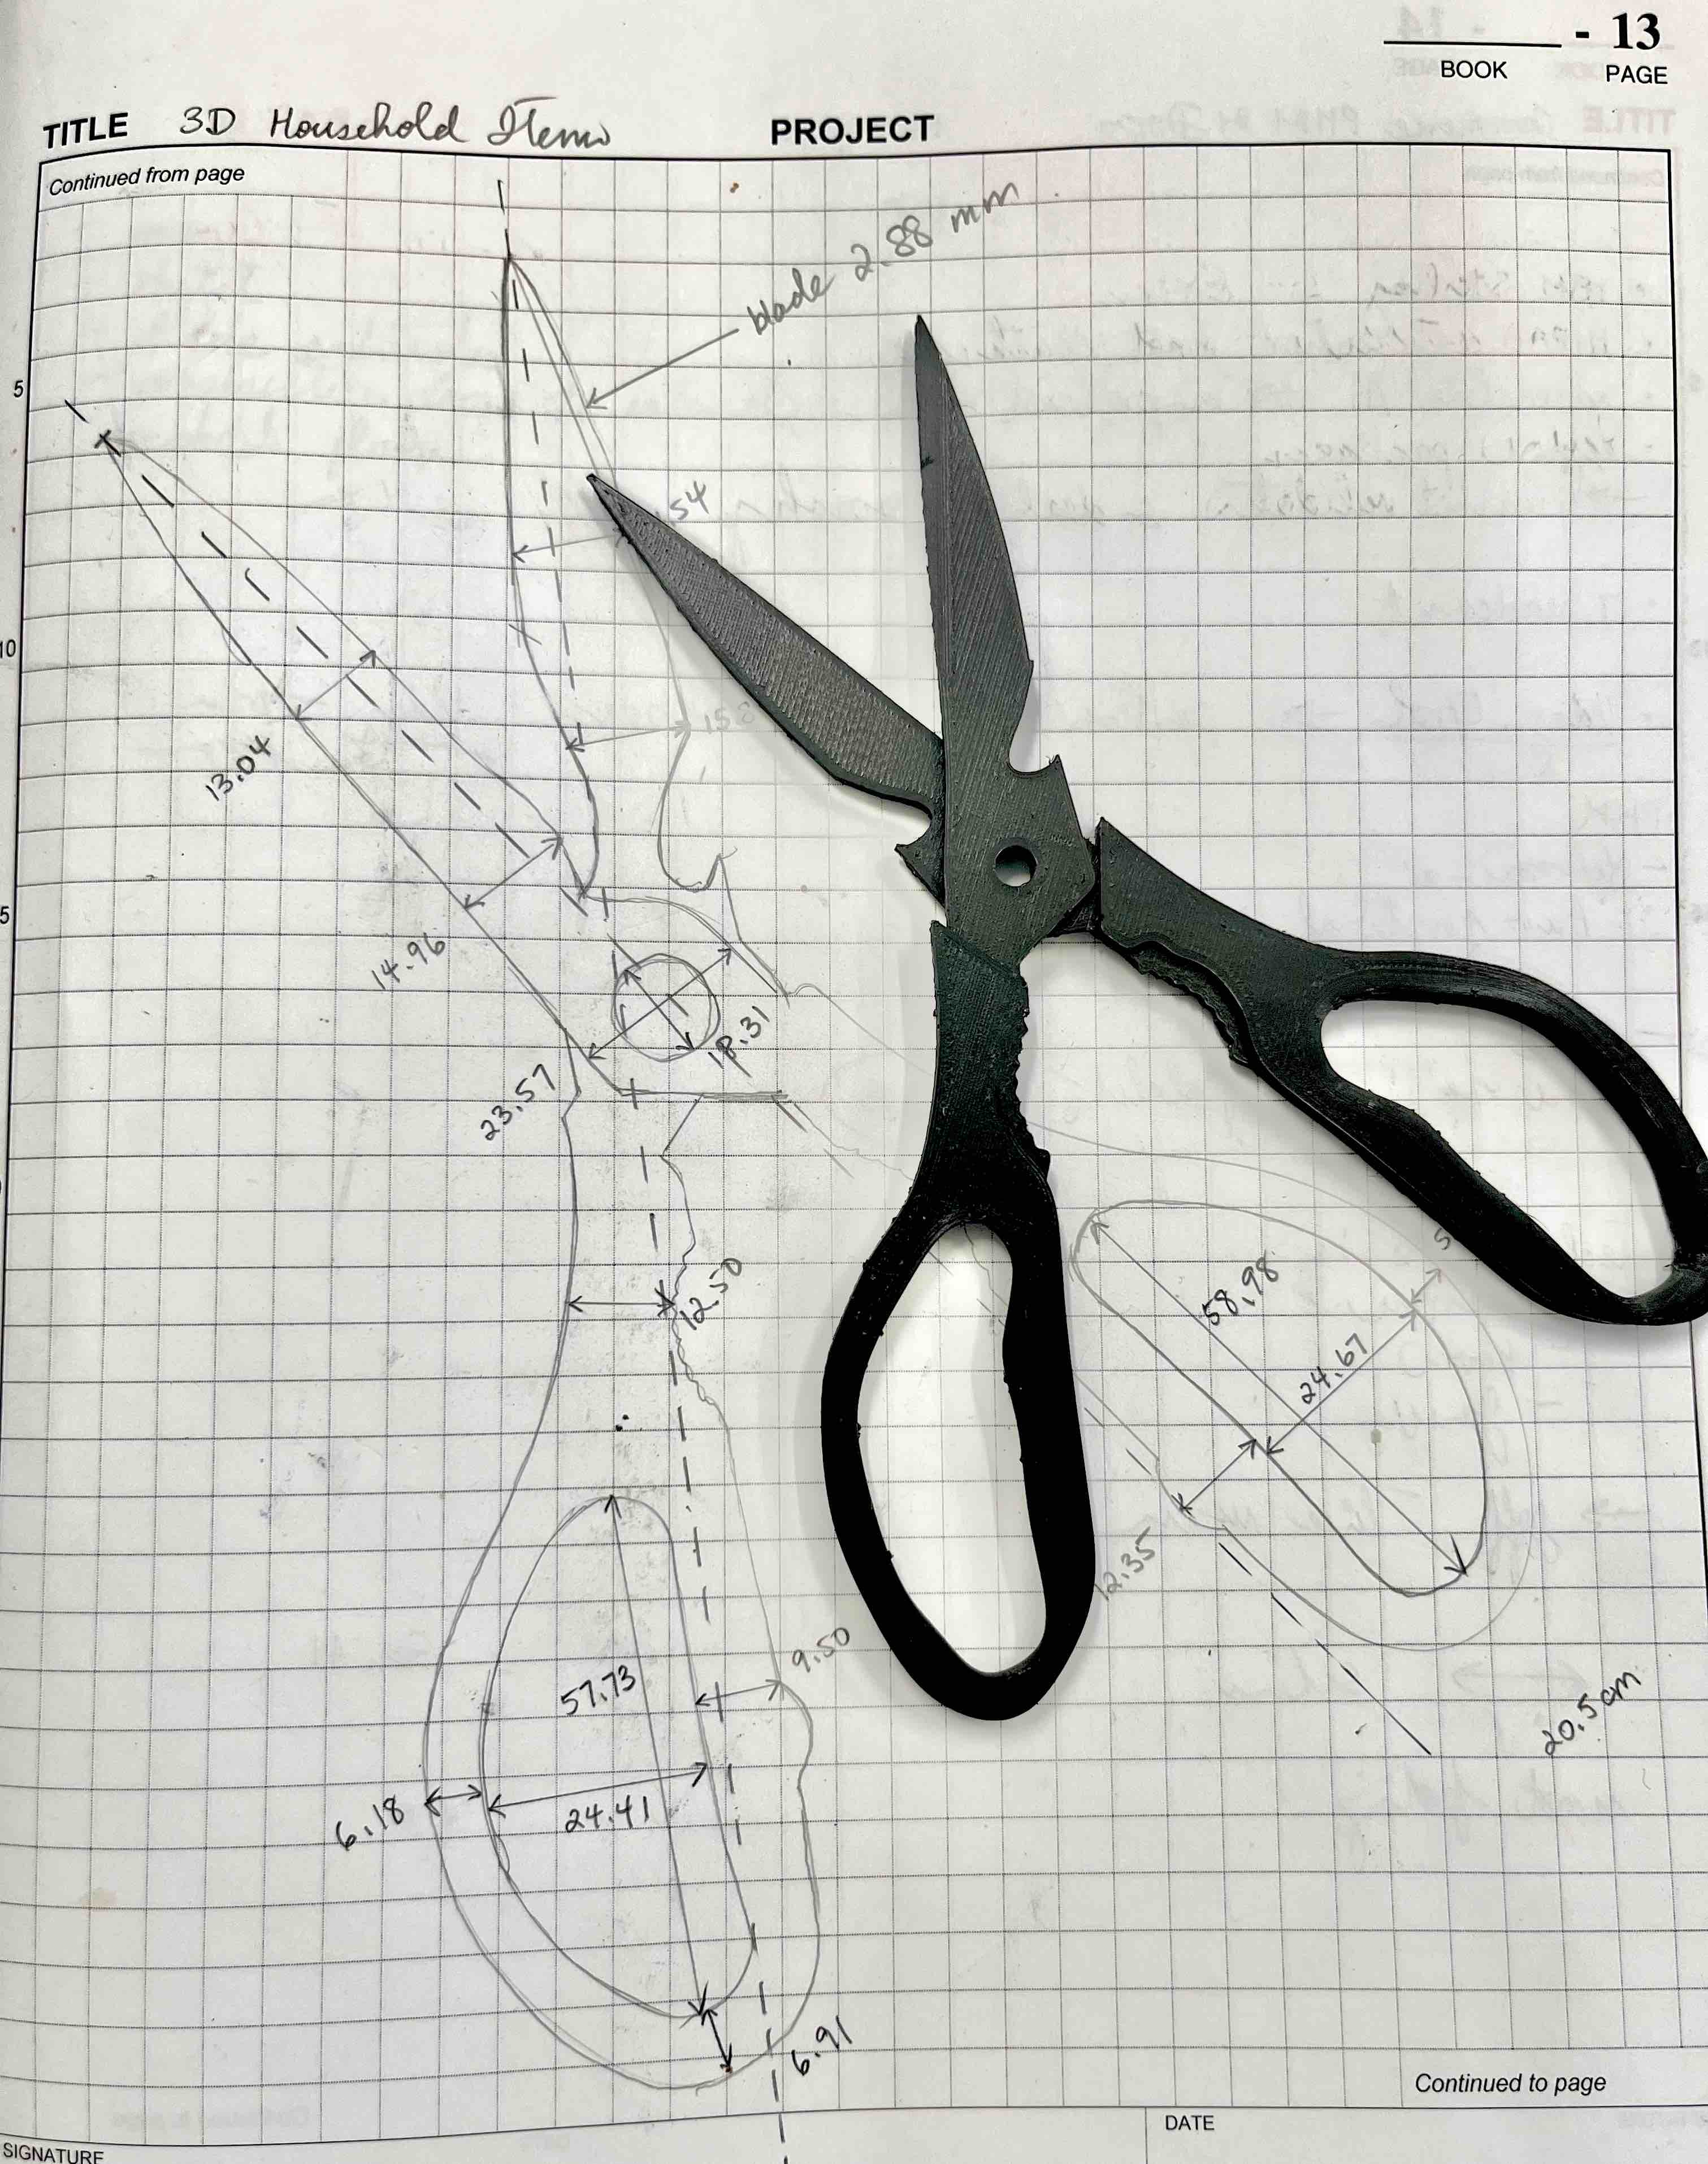 - 13
BOOK PAGE
TITLE 3D Household Items PROJECT
Continued from page
blade 2.88 mm
5
54
10
158
13.04
5
14.96
18.31
23.57
12.50
58.98
5
24.67
12.35
9.50
57.73
20.5 cm
6.18
24.41
6.91
Continued to page
SIGNATURE DATE